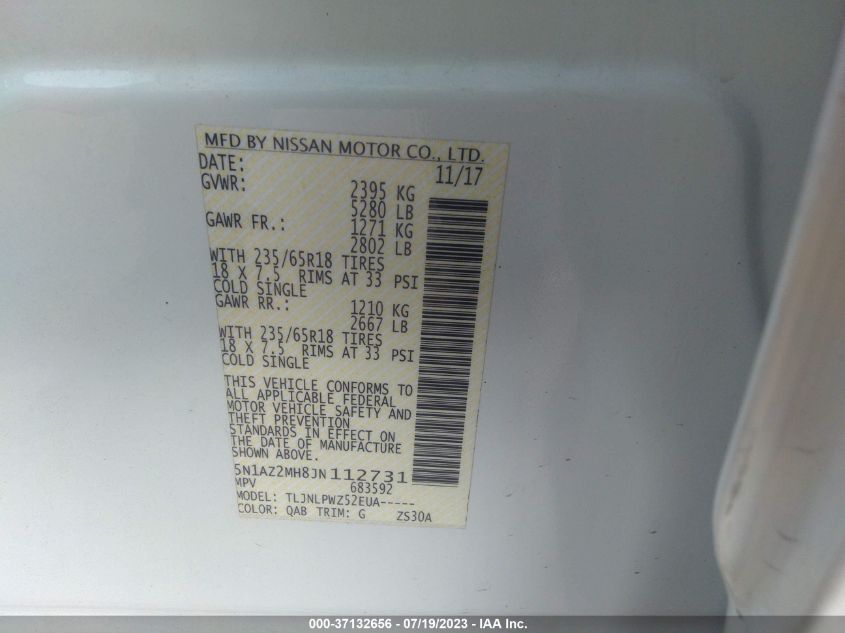 MFD BY NISSAN MOTOR CO., LTD.
DATE: 11/17
GVWR: 2395 KG
5280 LB
GAWR FR.: 1271 KG
2802 LB
WITH 235/65R18 TIRES
18 X 7.5 RIMS AT 33 PSI
COLD SINGLE
GAWR RR.: 1210 KG
2667 LB
WITH 235/65R18 TIRES
18 X 7.5 RIMS AT 33 PSI
COLD SINGLE
THIS VEHICLE CONFORMS TO
ALL APPLICABLE FEDERAL
MOTOR VEHICLE SAFETY AND
THEFT PREVENTION
STANDARDS IN EFFECT ON
THE DATE OF MANUFACTURE
SHOWN ABOVE.
5N1AZ2MH8JN112731
MPV 683592
MODEL: TLJNLPWZ52EUA-----
COLOR: QAB TRIM: G ZS30A
000-37132656 - 07/19/2023 - IAA Inc.